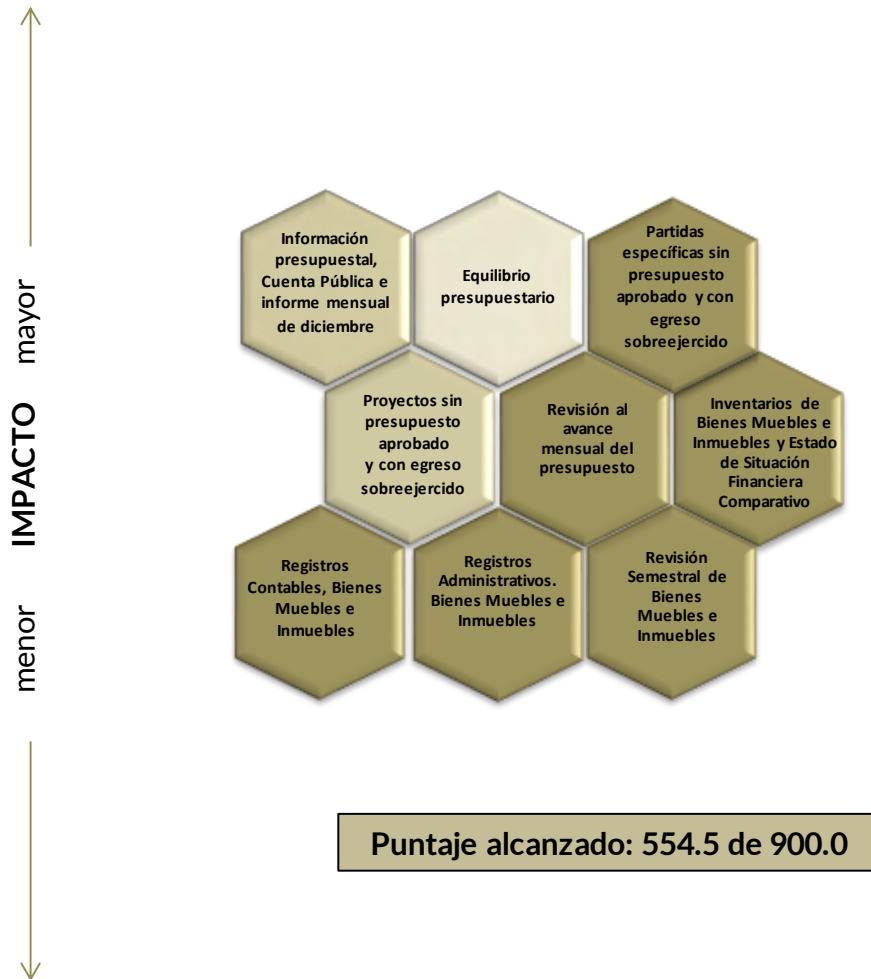 mayor
IMPACTO
menor
Información
presupuestal,
Cuenta Pública e
informe mensual
de diciembre
Equilibrio
presupuestario
Partidas
específicas sin
presupuesto
aprobado y con
egreso
sobreejercido
Proyectos sin
presupuesto
aprobado
y con egreso
sobreejercido
Revisión al
avance
mensual del
presupuesto
Inventarios de
Bienes Muebles e
Inmuebles y Estado
de Situación
Financiera
Comparativo
Registros
Contables, Bienes
Muebles e
Inmuebles
Registros
Administrativos.
Bienes Muebles e
Inmuebles
Revisión
Semestral de
Bienes
Muebles e
Inmuebles
Puntaje alcanzado: 554.5 de 900.0